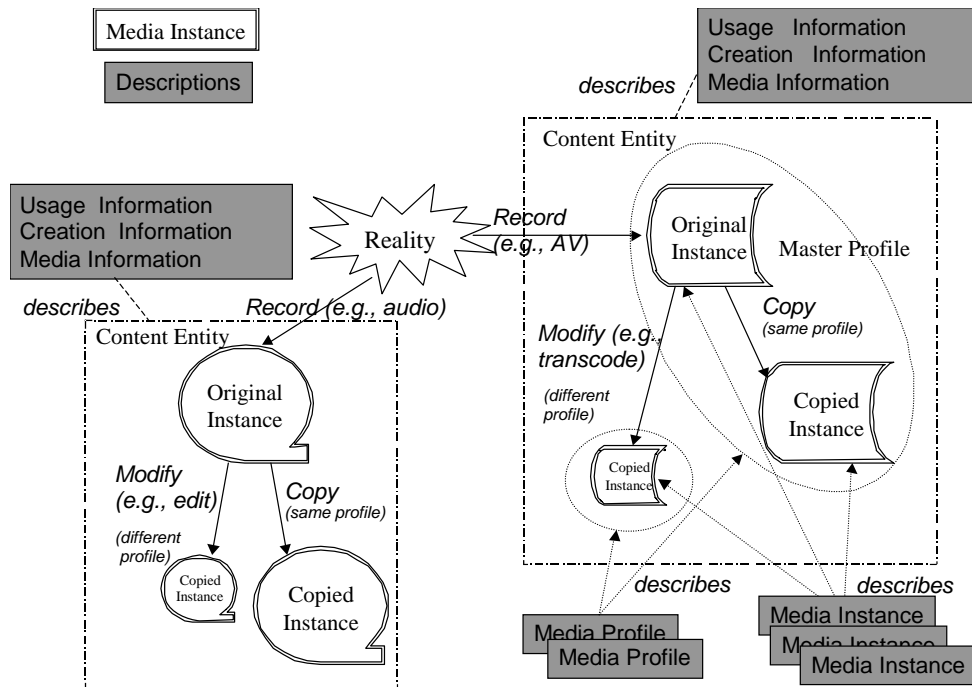 Media Instance
Descriptions
Usage Information
Creation Information
Media Information
describes
Content Entity
Usage Information
Creation Information
Media Information
describes
Reality
Record
(e.g., AV)
Original
Instance
Master Profile
Record (e.g., audio)
Content Entity
Modify (e.g.,
transcode)
(different
profile)
Copy
(same profile)
Original
Instance
Copied
Instance
Copied
Instance
Modify
(e.g., edit)
(different
profile)
Copy
(same profile)
Copied
Instance
Copied
Instance
describes
describes
Media Profile
Media Profile
Media Instance
Media Instance
Media Instance